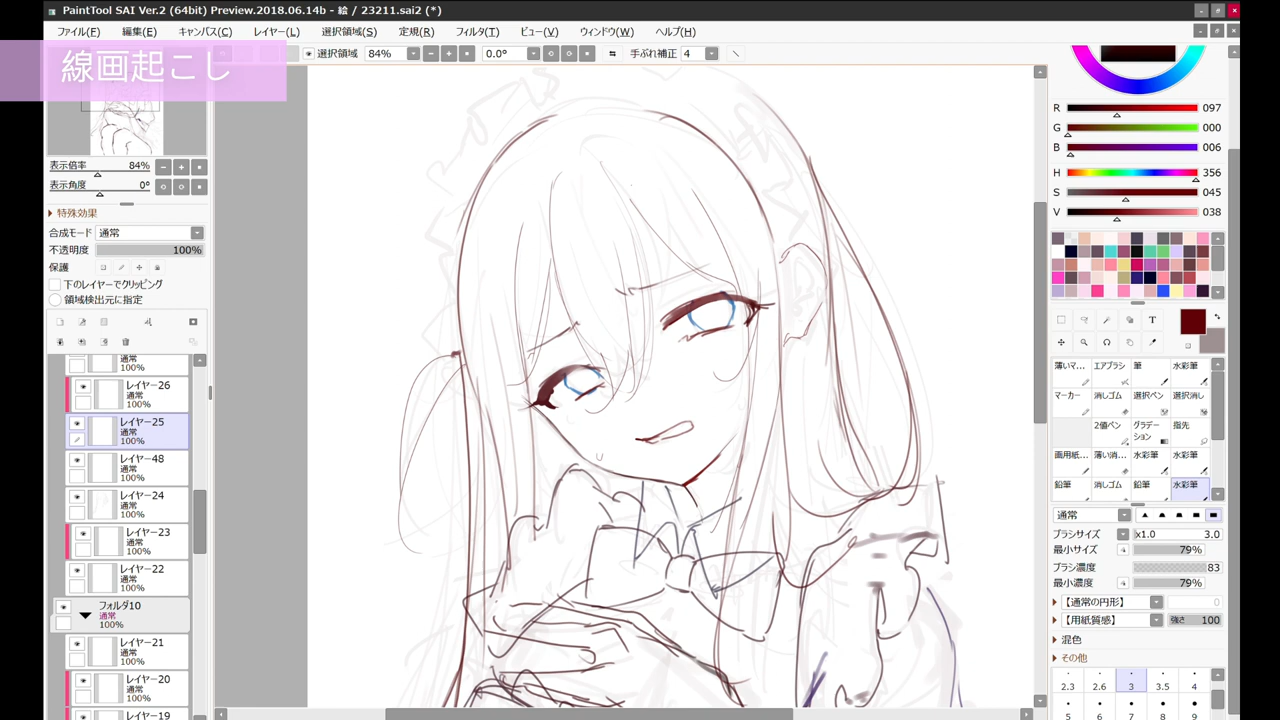 PaintTool SAI Ver.2 (64bit) Preview.2018.06.14b - 絵 / 23211.sai2 (*)
ファイル(F) 編集(E) キャンバス(C) レイヤー(L) 選択領域(S) 定規(R) フィルタ(T) ビュー(V) ウィンドウ(W) ヘルプ(H)
線画起こし
選択領域 84% 0.0° 手ぶれ補正 4
表示倍率 84%
表示角度 0°
特殊効果
合成モード 通常
不透明度 100%
保護
下のレイヤーでクリッピング
領域検出元に指定
通常
100%
レイヤー26
通常
100%
レイヤー25
通常
100%
レイヤー48
通常
100%
レイヤー24
通常
100%
レイヤー23
通常
100%
レイヤー22
通常
100%
フォルダ10
通常
100%
レイヤー21
通常
100%
レイヤー20
通常
100%
レイヤー19
R 097
G 000
B 006
H 356
S 045
V 038
T
薄いマ... エアブラシ 筆 水彩筆
マーカー 消しゴム 選択ペン 選択消し
2値ペン グラデーション 指先
画用紙... 薄い消... 水彩筆 水彩筆
鉛筆 消しゴム 鉛筆 水彩筆
通常
ブラシサイズ x1.0 3.0
最小サイズ 79%
ブラシ濃度 83
最小濃度 79%
【通常の円形】 0
【用紙質感】 強さ 100
混色
その他
2.3 2.6 3 3.5 4
5 6 7 8 9